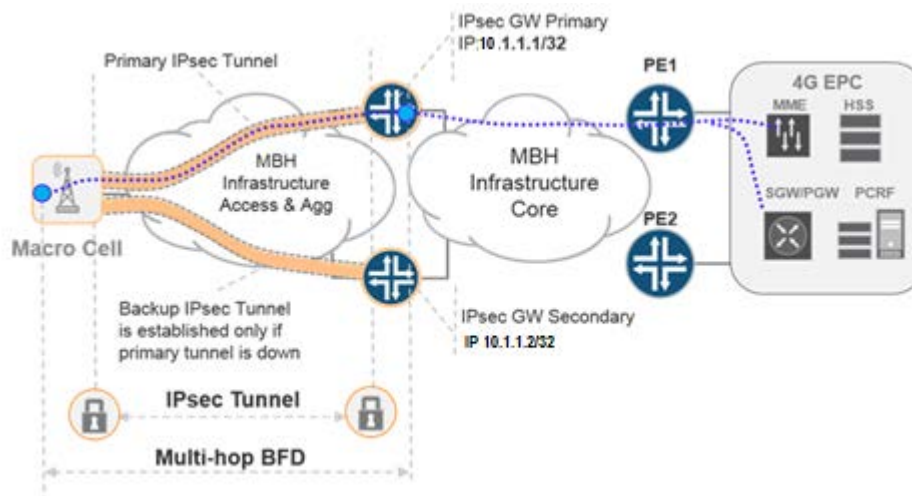 IPsec GW Primary
IP:10.1.1.1/32
Primary IPsec Tunnel
PE1
4G EPC
MME
HSS
MBH
Infrastructure
Access & Agg
MBH
Infrastructure
Core
SGW/PGW
PCRF
Macro Cell
PE2
Backup IPsec Tunnel
is established only if
primary tunnel is down
IPsec GW Secondary
IP 10.1.1.2/32
IPsec Tunnel
Multi-hop BFD